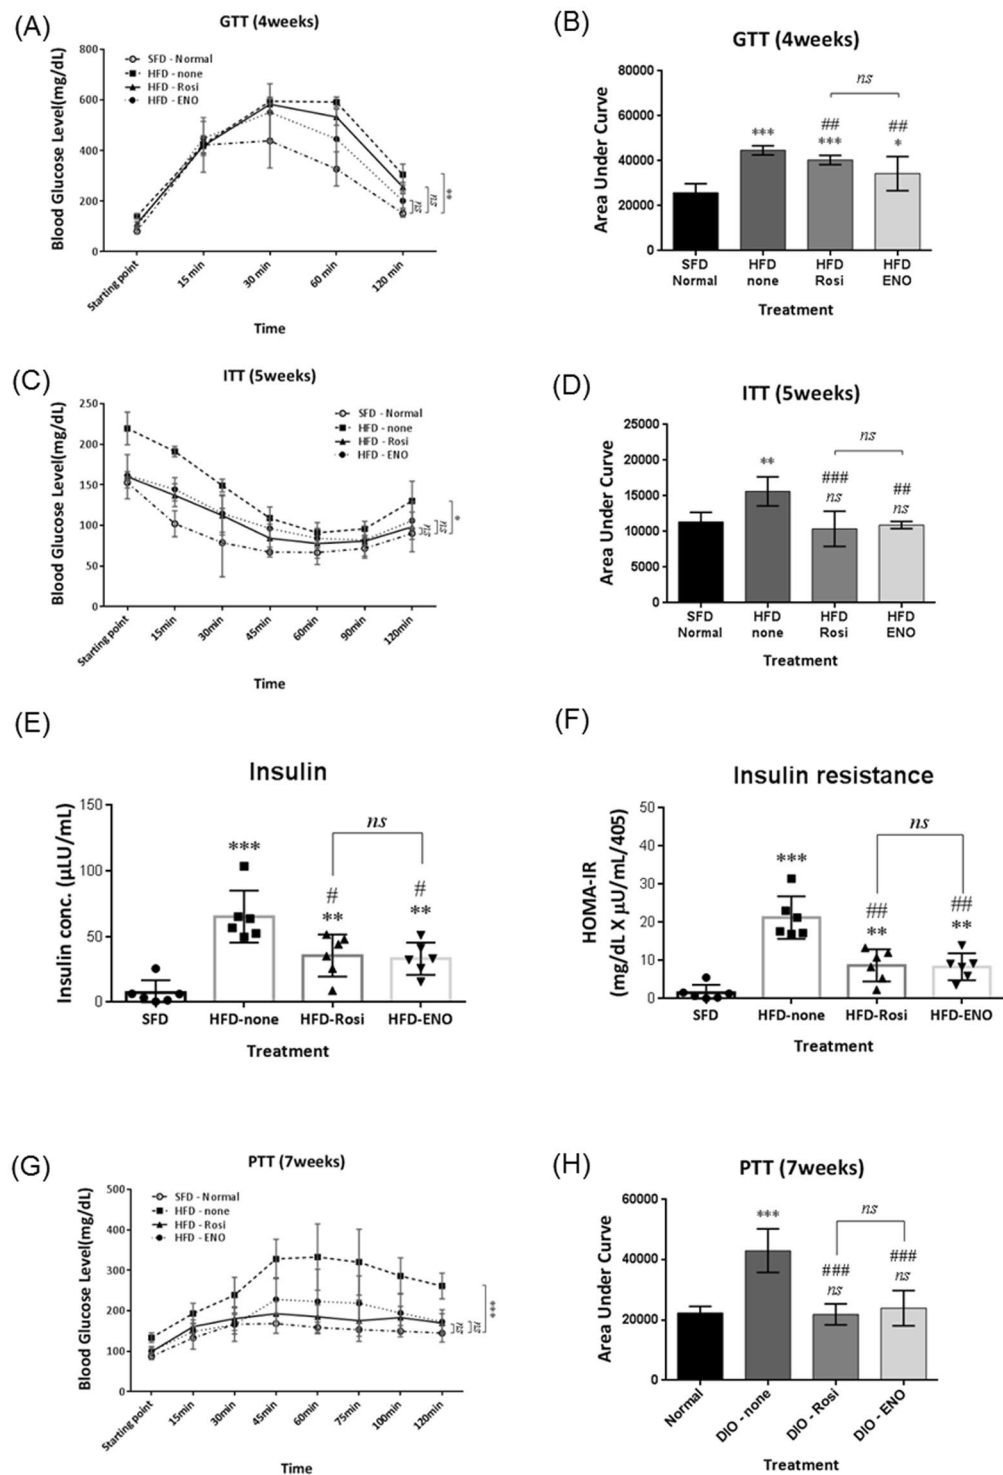 (A)
GTT (4weeks)
Blood Glucose Level(mg/dL)
800
600
400
200
0
SFD - Normal
HFD - none
HFD - Rosi
HFD - ENO
ns
ns
**
Starting point
15 min
30 min
60 min
120 min
Time
(B)
GTT (4weeks)
Area Under Curve
80000
60000
40000
20000
0
ns
***
##
***
##
*
SFD
Normal
HFD
none
HFD
Rosi
HFD
ENO
Treatment
(C)
ITT (5weeks)
Blood Glucose Level(mg/dL)
250
200
150
100
50
0
SFD - Normal
HFD - none
HFD - Rosi
HFD - ENO
ns
ns
*
Starting point
15min
30min
45min
60min
90min
120min
Time
(D)
ITT (5weeks)
Area Under Curve
25000
20000
15000
10000
5000
0
ns
**
###
ns
##
ns
SFD
Normal
HFD
none
HFD
Rosi
HFD
ENO
Treatment
(E)
Insulin
Insulin conc. (µLU/mL)
150
100
50
0
ns
***
#
**
#
**
SFD
HFD-none
HFD-Rosi
HFD-ENO
Treatment
(F)
Insulin resistance
HOMA-IR
(mg/dL X µU/mL/405)
50
40
30
20
10
0
ns
***
##
**
##
**
SFD
HFD-none
HFD-Rosi
HFD-ENO
Treatment
(G)
PTT (7weeks)
Blood Glucose Level(mg/dL)
500
400
300
200
100
0
SFD - Normal
HFD - none
HFD - Rosi
HFD - ENO
ns
ns
***
Starting point
15min
30min
45min
60min
75min
100min
120min
Time
(H)
PTT (7weeks)
Area Under Curve
60000
40000
20000
0
ns
***
###
ns
###
ns
Normal
DIO - none
DIO - Rosi
DIO - ENO
Treatment